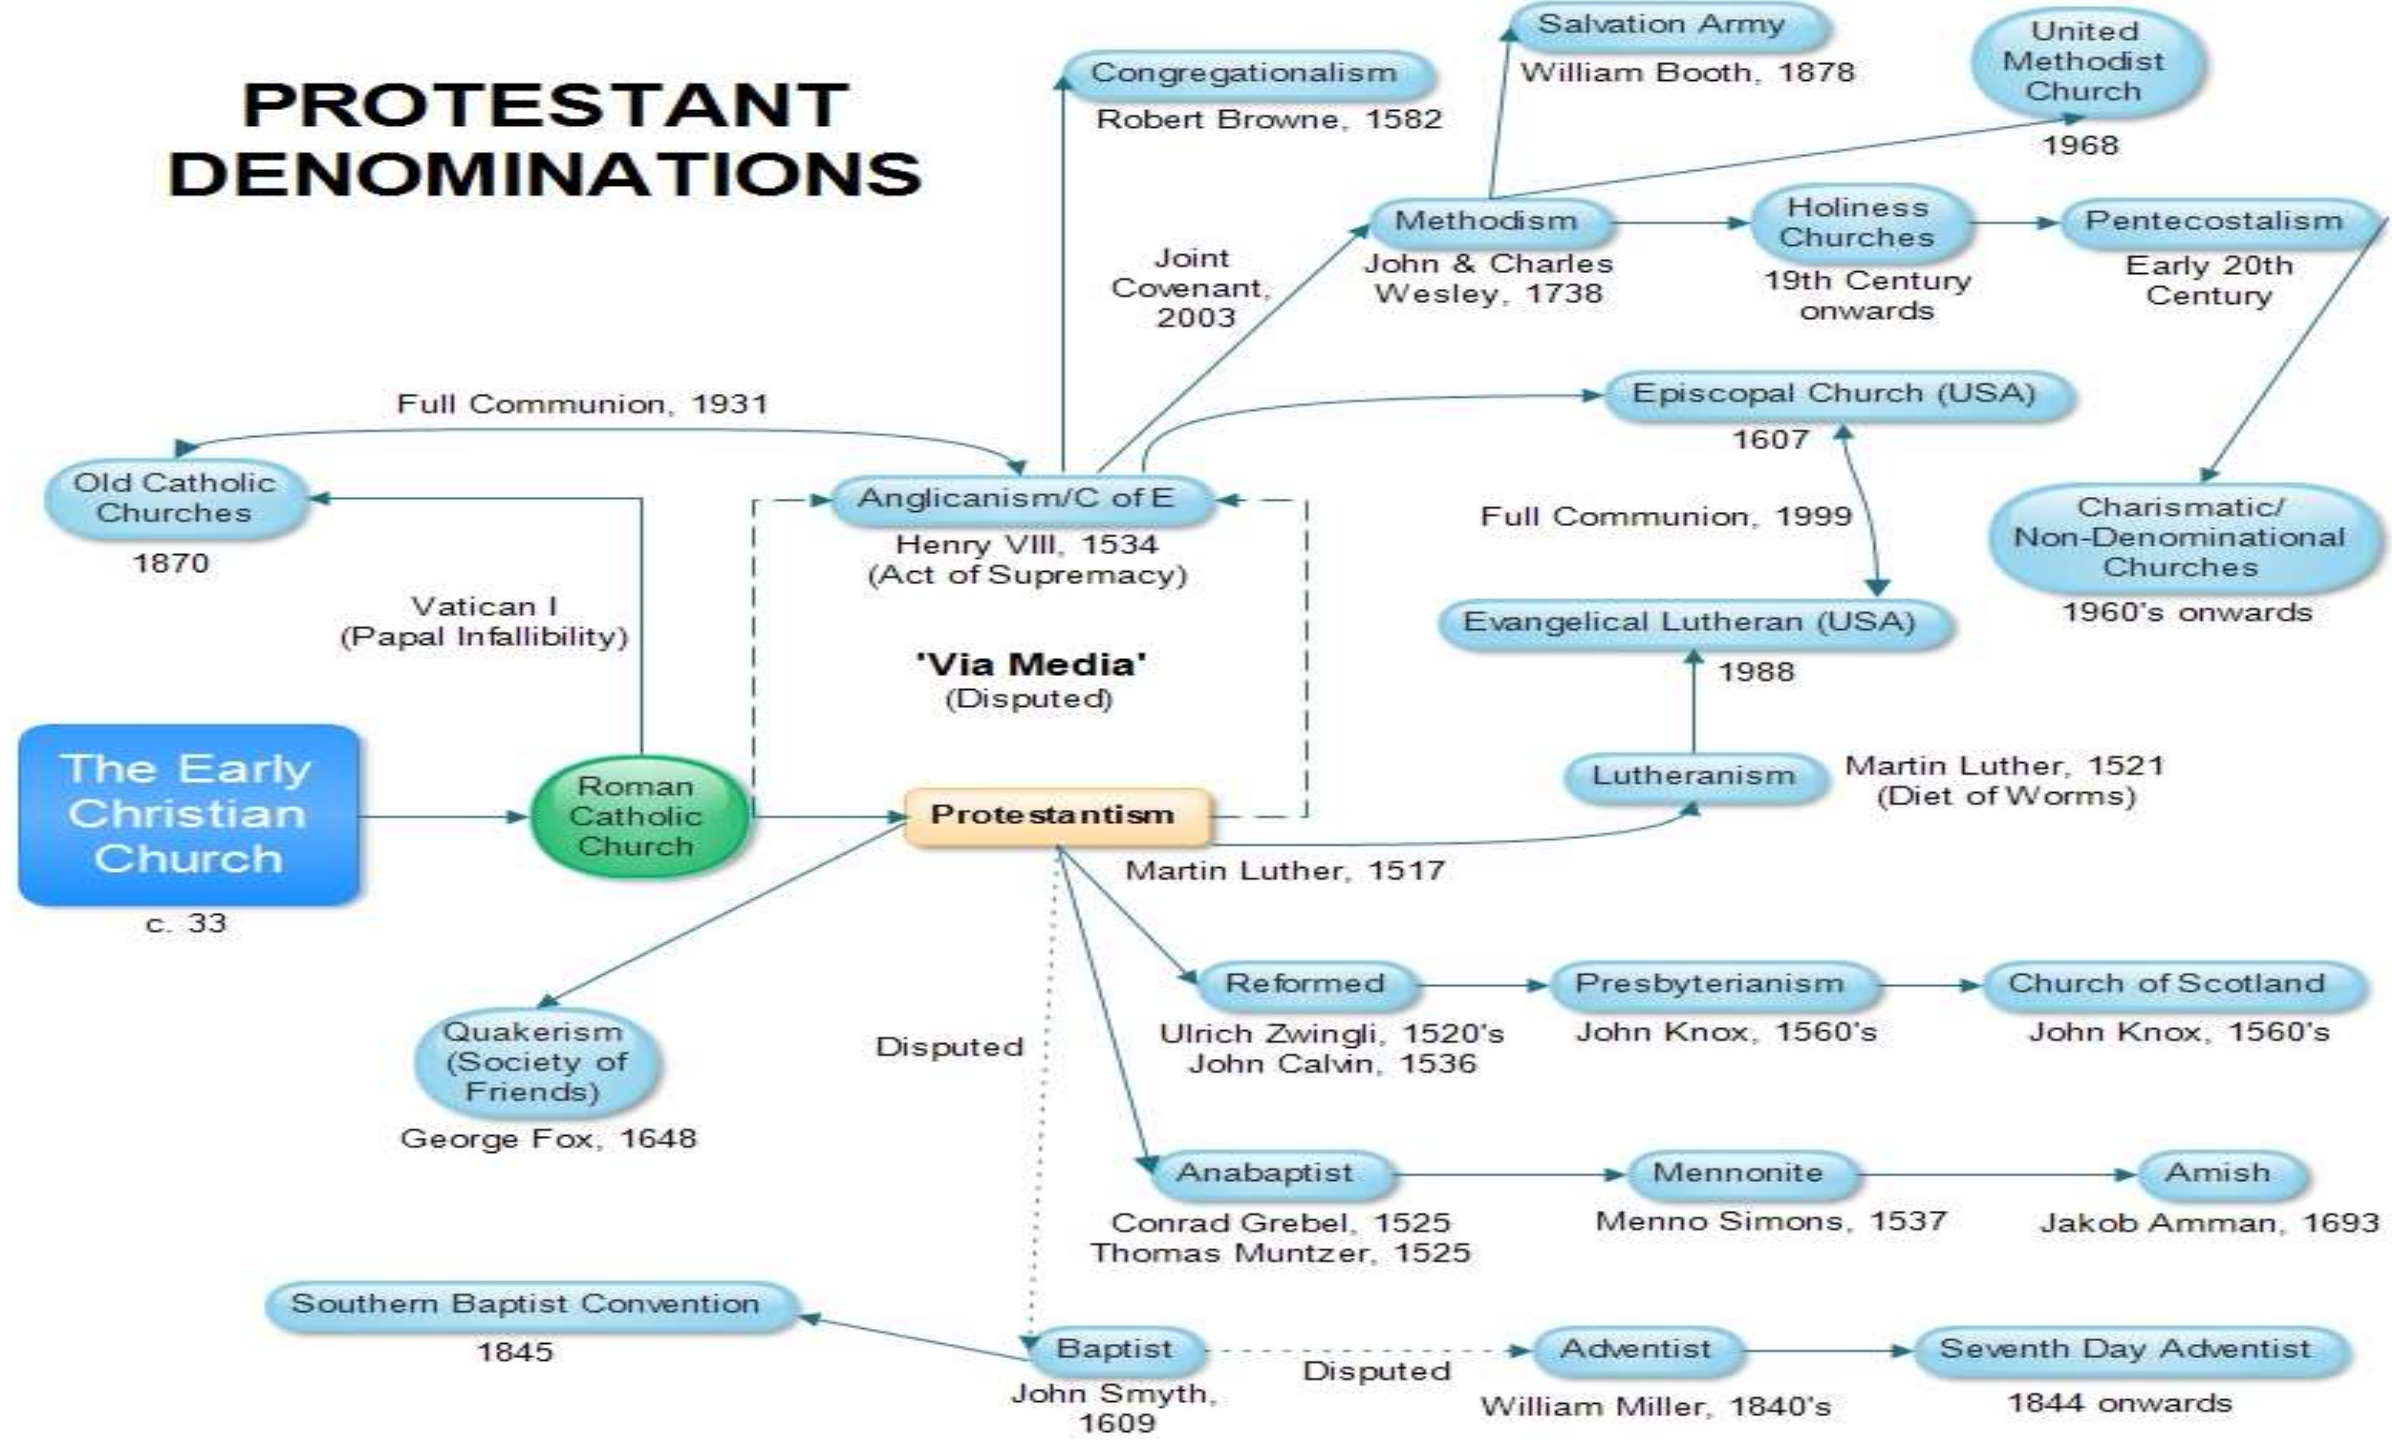 PROTESTANT
DENOMINATIONS
Salvation Army
William Booth, 1878
United
Methodist
Church
1968
Congregationalism
Robert Browne, 1582
Methodism
John & Charles
Wesley, 1738
Holiness
Churches
19th Century
onwards
Pentecostalism
Early 20th
Century
Joint
Covenant,
2003
Full Communion, 1931
Episcopal Church (USA)
1607
Old Catholic
Churches
1870
Anglicanism/C of E
Henry VIII, 1534
(Act of Supremacy)
Full Communion, 1999
Charismatic/
Non-Denominational
Churches
1960's onwards
Vatican I
(Papal Infallibility)
'Via Media'
(Disputed)
Evangelical Lutheran (USA)
1988
The Early
Christian
Church
c. 33
Roman
Catholic
Church
Protestantism
Lutheranism
Martin Luther, 1521
(Diet of Worms)
Martin Luther, 1517
Quakerism
(Society of
Friends)
George Fox, 1648
Disputed
Reformed
Ulrich Zwingli, 1520's
John Calvin, 1536
Presbyterianism
John Knox, 1560's
Church of Scotland
John Knox, 1560's
Anabaptist
Conrad Grebel, 1525
Thomas Muntzer, 1525
Mennonite
Menno Simons, 1537
Amish
Jakob Amman, 1693
Southern Baptist Convention
1845
Baptist
John Smyth,
1609
Disputed
Adventist
William Miller, 1840's
Seventh Day Adventist
1844 onwards